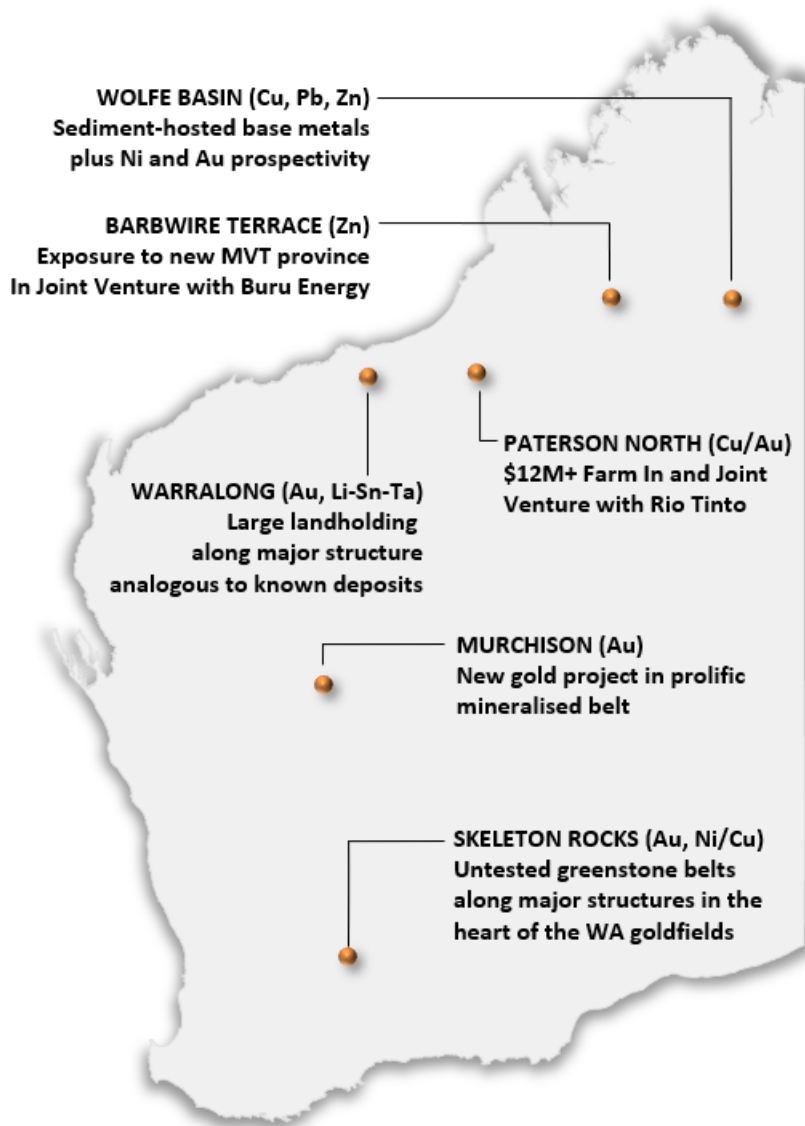 WOLFE BASIN (Cu, Pb, Zn)
Sediment-hosted base metals
plus Ni and Au prospectivity
BARBWIRE TERRACE (Zn)
Exposure to new MVT province
In Joint Venture with Buru Energy
PATERSON NORTH (Cu/Au)
$12M+ Farm In and Joint
Venture with Rio Tinto
WARRALONG (Au, Li-Sn-Ta)
Large landholding
along major structure
analogous to known deposits
MURCHISON (Au)
New gold project in prolific
mineralised belt
SKELETON ROCKS (Au, Ni/Cu)
Untested greenstone belts
along major structures in the
heart of the WA goldfields